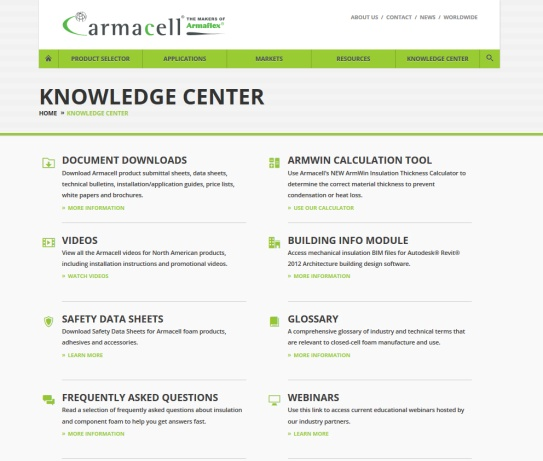 armacell® THE MAKERS OF
Armaflex®
ABOUT US / CONTACT / NEWS / WORLDWIDE
PRODUCT SELECTOR APPLICATIONS MARKETS RESOURCES KNOWLEDGE CENTER
KNOWLEDGE CENTER
HOME » KNOWLEDGE CENTER
DOCUMENT DOWNLOADS
Download Armacell product submittal sheets, data sheets,
technical bulletins, installation/application guides, price lists,
white papers and brochures.
» MORE INFORMATION
ARMWIN CALCULATION TOOL
Use Armacell's NEW ArmWin Insulation Thickness Calculator to
determine the correct material thickness to prevent
condensation or heat loss.
» USE OUR CALCULATOR
VIDEOS
View all the Armacell videos for North American products,
including installation instructions and promotional videos.
» WATCH VIDEOS
BUILDING INFO MODULE
Access mechanical insulation BIM files for Autodesk® Revit®
2012 Architecture building design software.
» MORE INFORMATION
SAFETY DATA SHEETS
Download Safety Data Sheets for Armacell foam products,
adhesives and accessories.
» LEARN MORE
GLOSSARY
A comprehensive glossary of industry and technical terms that
are relevant to closed-cell foam manufacture and use.
» MORE INFORMATION
FREQUENTLY ASKED QUESTIONS
Read a selection of frequently asked questions about insulation
and component foam to help you get answers fast.
» MORE INFORMATION
WEBINARS
Use this link to access current educational webinars hosted by
our industry partners.
» LEARN MORE